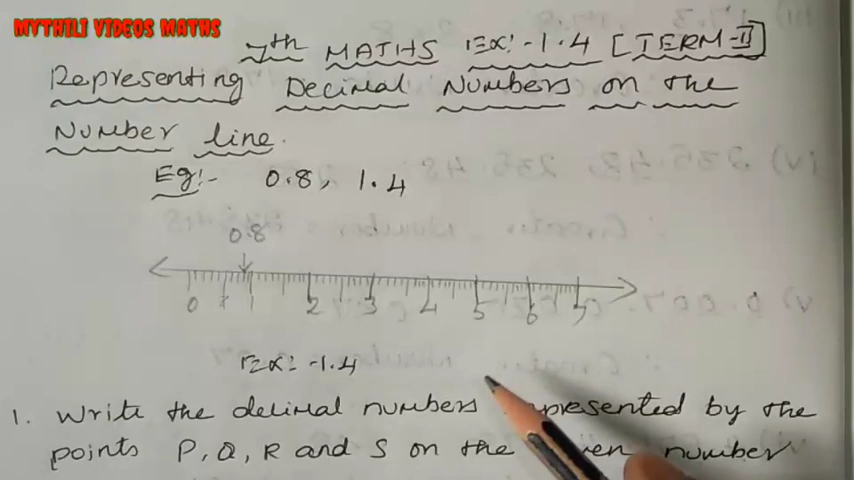 MYTHILI VIDEOS MATHS
7th MATHS Ex:-1.4 [TERM-II]
Representing Decimal Numbers on the
Number line.
Eg:- 0.8, 1.4
0.8
0 1 2 3 4 5 6 7
Ex:-1.4
1. Write the decimal numbers represented by the
points P, Q, R and S on the given number